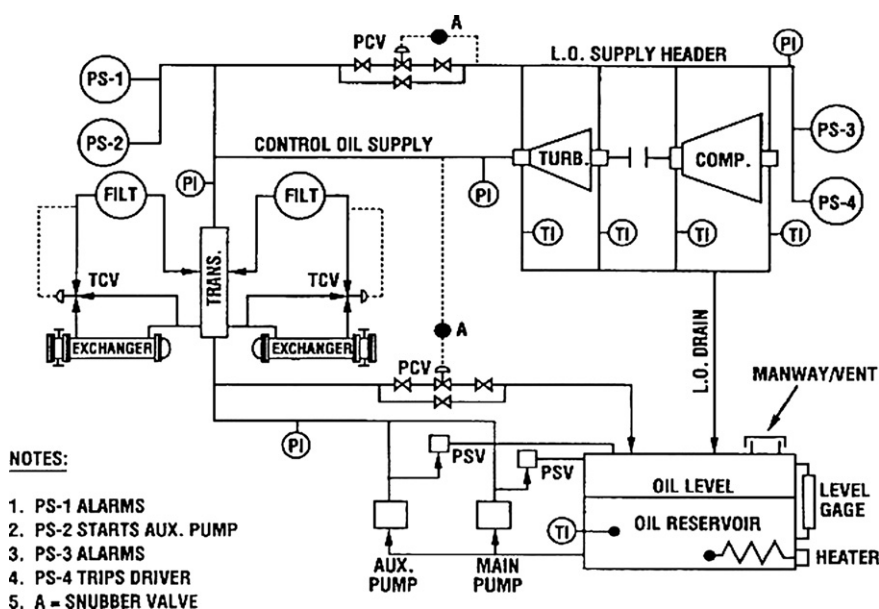 A
PCV
L.O. SUPPLY HEADER
PI
PS-1
PS-2
PS-3
CONTROL OIL SUPPLY
TURB.
COMP.
PI
FILT
FILT
PI
PS-4
TI
TI
TI
TI
TCV
TRANS.
TCV
A
EXCHANGER
EXCHANGER
PCV
L.O. DRAIN
MANWAY/VENT
PI
PSV
PSV
OIL LEVEL
LEVEL
GAGE
OIL RESERVOIR
TI
HEATER
AUX.
PUMP
MAIN
PUMP
NOTES:
1. PS-1 ALARMS
2. PS-2 STARTS AUX. PUMP
3. PS-3 ALARMS
4. PS-4 TRIPS DRIVER
5. A = SNUBBER VALVE